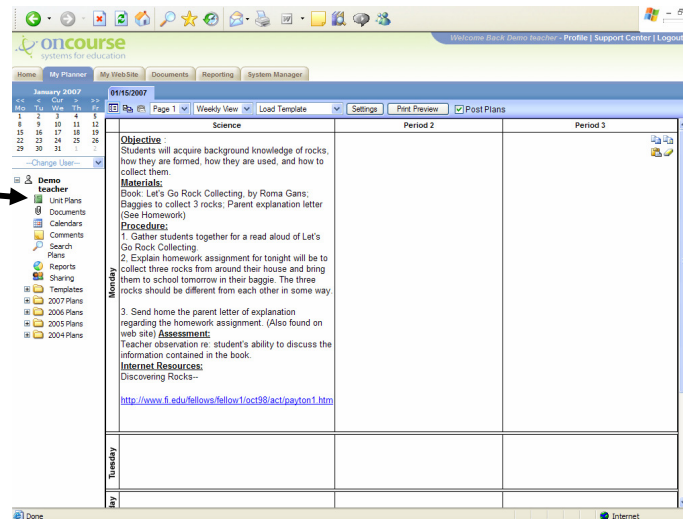 oncourse
systems for education
Welcome Back Demo teacher - Profile | Support Center | Logout
Home
My Planner
My WebSite
Documents
Reporting
System Manager
January 2007
<< < Cur > >>
Mo Tu We Th Fr
1 2 3 4 5
8 9 10 11 12
15 16 17 18 19
22 23 24 25 26
29 30 31 1 2
--Change User--
Demo teacher
Unit Plans
Documents
Calendars
Comments
Search Plans
Reports
Sharing
Templates
2007 Plans
2006 Plans
2005 Plans
2004 Plans
01/15/2007
Page 1
Weekly View
Load Template
Settings
Print Preview
Post Plans
Science
Period 2
Period 3
Monday
Objective :
Students will acquire background knowledge of rocks,
how they are formed, how they are used, and how to
collect them.
Materials:
Book: Let's Go Rock Collecting, by Roma Gans;
Baggies to collect 3 rocks; Parent explanation letter
(See Homework)
Procedure:
1. Gather students together for a read aloud of Let's
Go Rock Collecting.
2, Explain homework assignment for tonight will be to
collect three rocks from around their house and bring
them to school tomorrow in their baggie. The three
rocks should be different from each other in some way.
3. Send home the parent letter of explanation
regarding the homework assignment. (Also found on
web site) Assessment:
Teacher observation re: student's ability to discuss the
information contained in the book.
Internet Resources:
Discovering Rocks--
http://www.fi.edu/fellows/fellow1/oct98/act/payton1.htm
Tuesday
Done
Internet